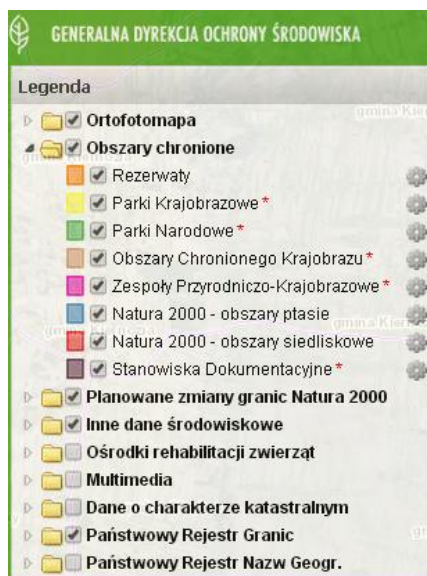 GENERALNA DYREKCJA OCHRONY ŚRODOWISKA
Legenda
Ortofotomapa
Obszary chronione
Rezerwaty
Parki Krajobrazowe *
Parki Narodowe *
Obszary Chronionego Krajobrazu *
Zespoły Przyrodniczo-Krajobrazowe *
Natura 2000 - obszary ptasie
Natura 2000 - obszary siedliskowe
Stanowiska Dokumentacyjne *
Planowane zmiany granic Natura 2000
Inne dane środowiskowe
Ośrodki rehabilitacji zwierząt
Multimedia
Dane o charakterze katastralnym
Państwowy Rejestr Granic
Państwowy Rejestr Nazw Geogr.